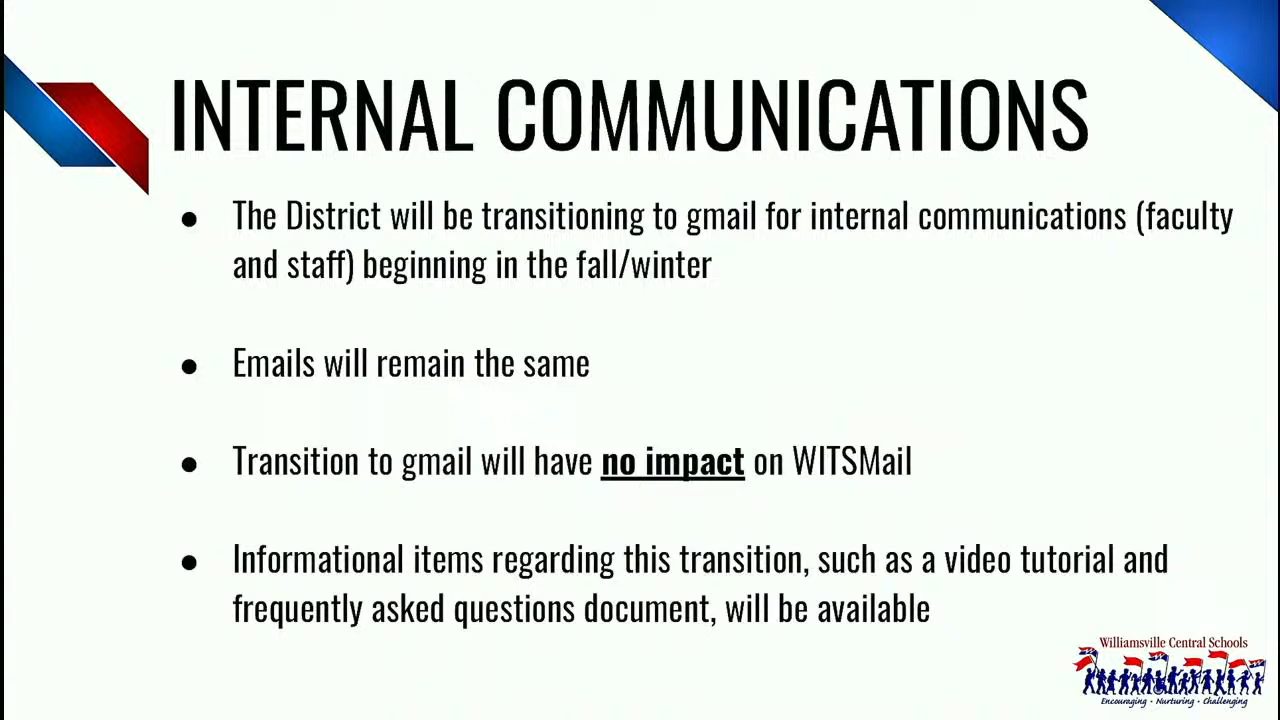 INTERNAL COMMUNICATIONS
● The District will be transitioning to gmail for internal communications (faculty
and staff) beginning in the fall/winter
● Emails will remain the same
● Transition to gmail will have no impact on WITSMail
● Informational items regarding this transition, such as a video tutorial and
frequently asked questions document, will be available
Williamsville Central Schools
Encouraging • Nurturing • Challenging